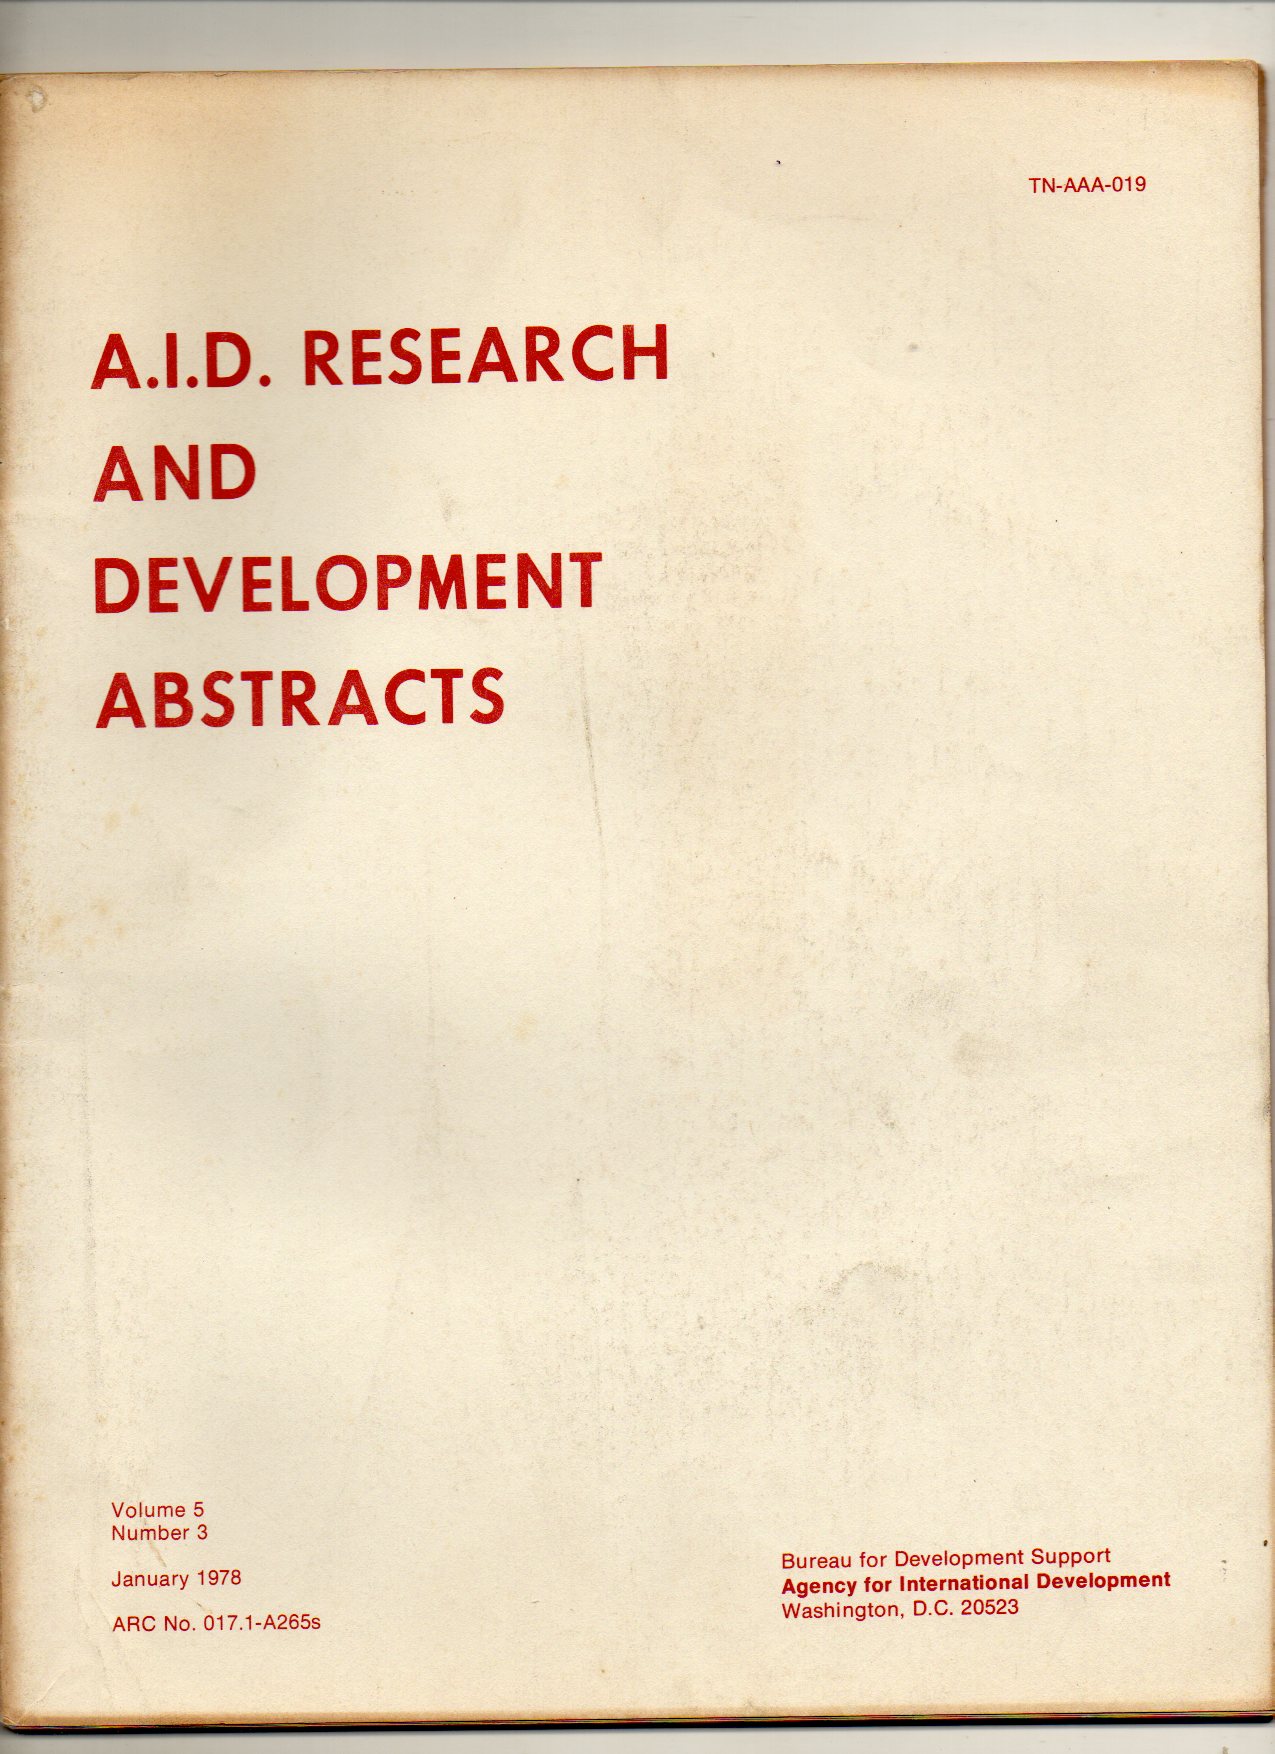 TN-AAA-019
A.I.D. RESEARCH
AND
DEVELOPMENT
ABSTRACTS
Volume 5
Number 3
January 1978
ARC No. 017.1-A265s
Bureau for Development Support
Agency for International Development
Washington, D.C. 20523